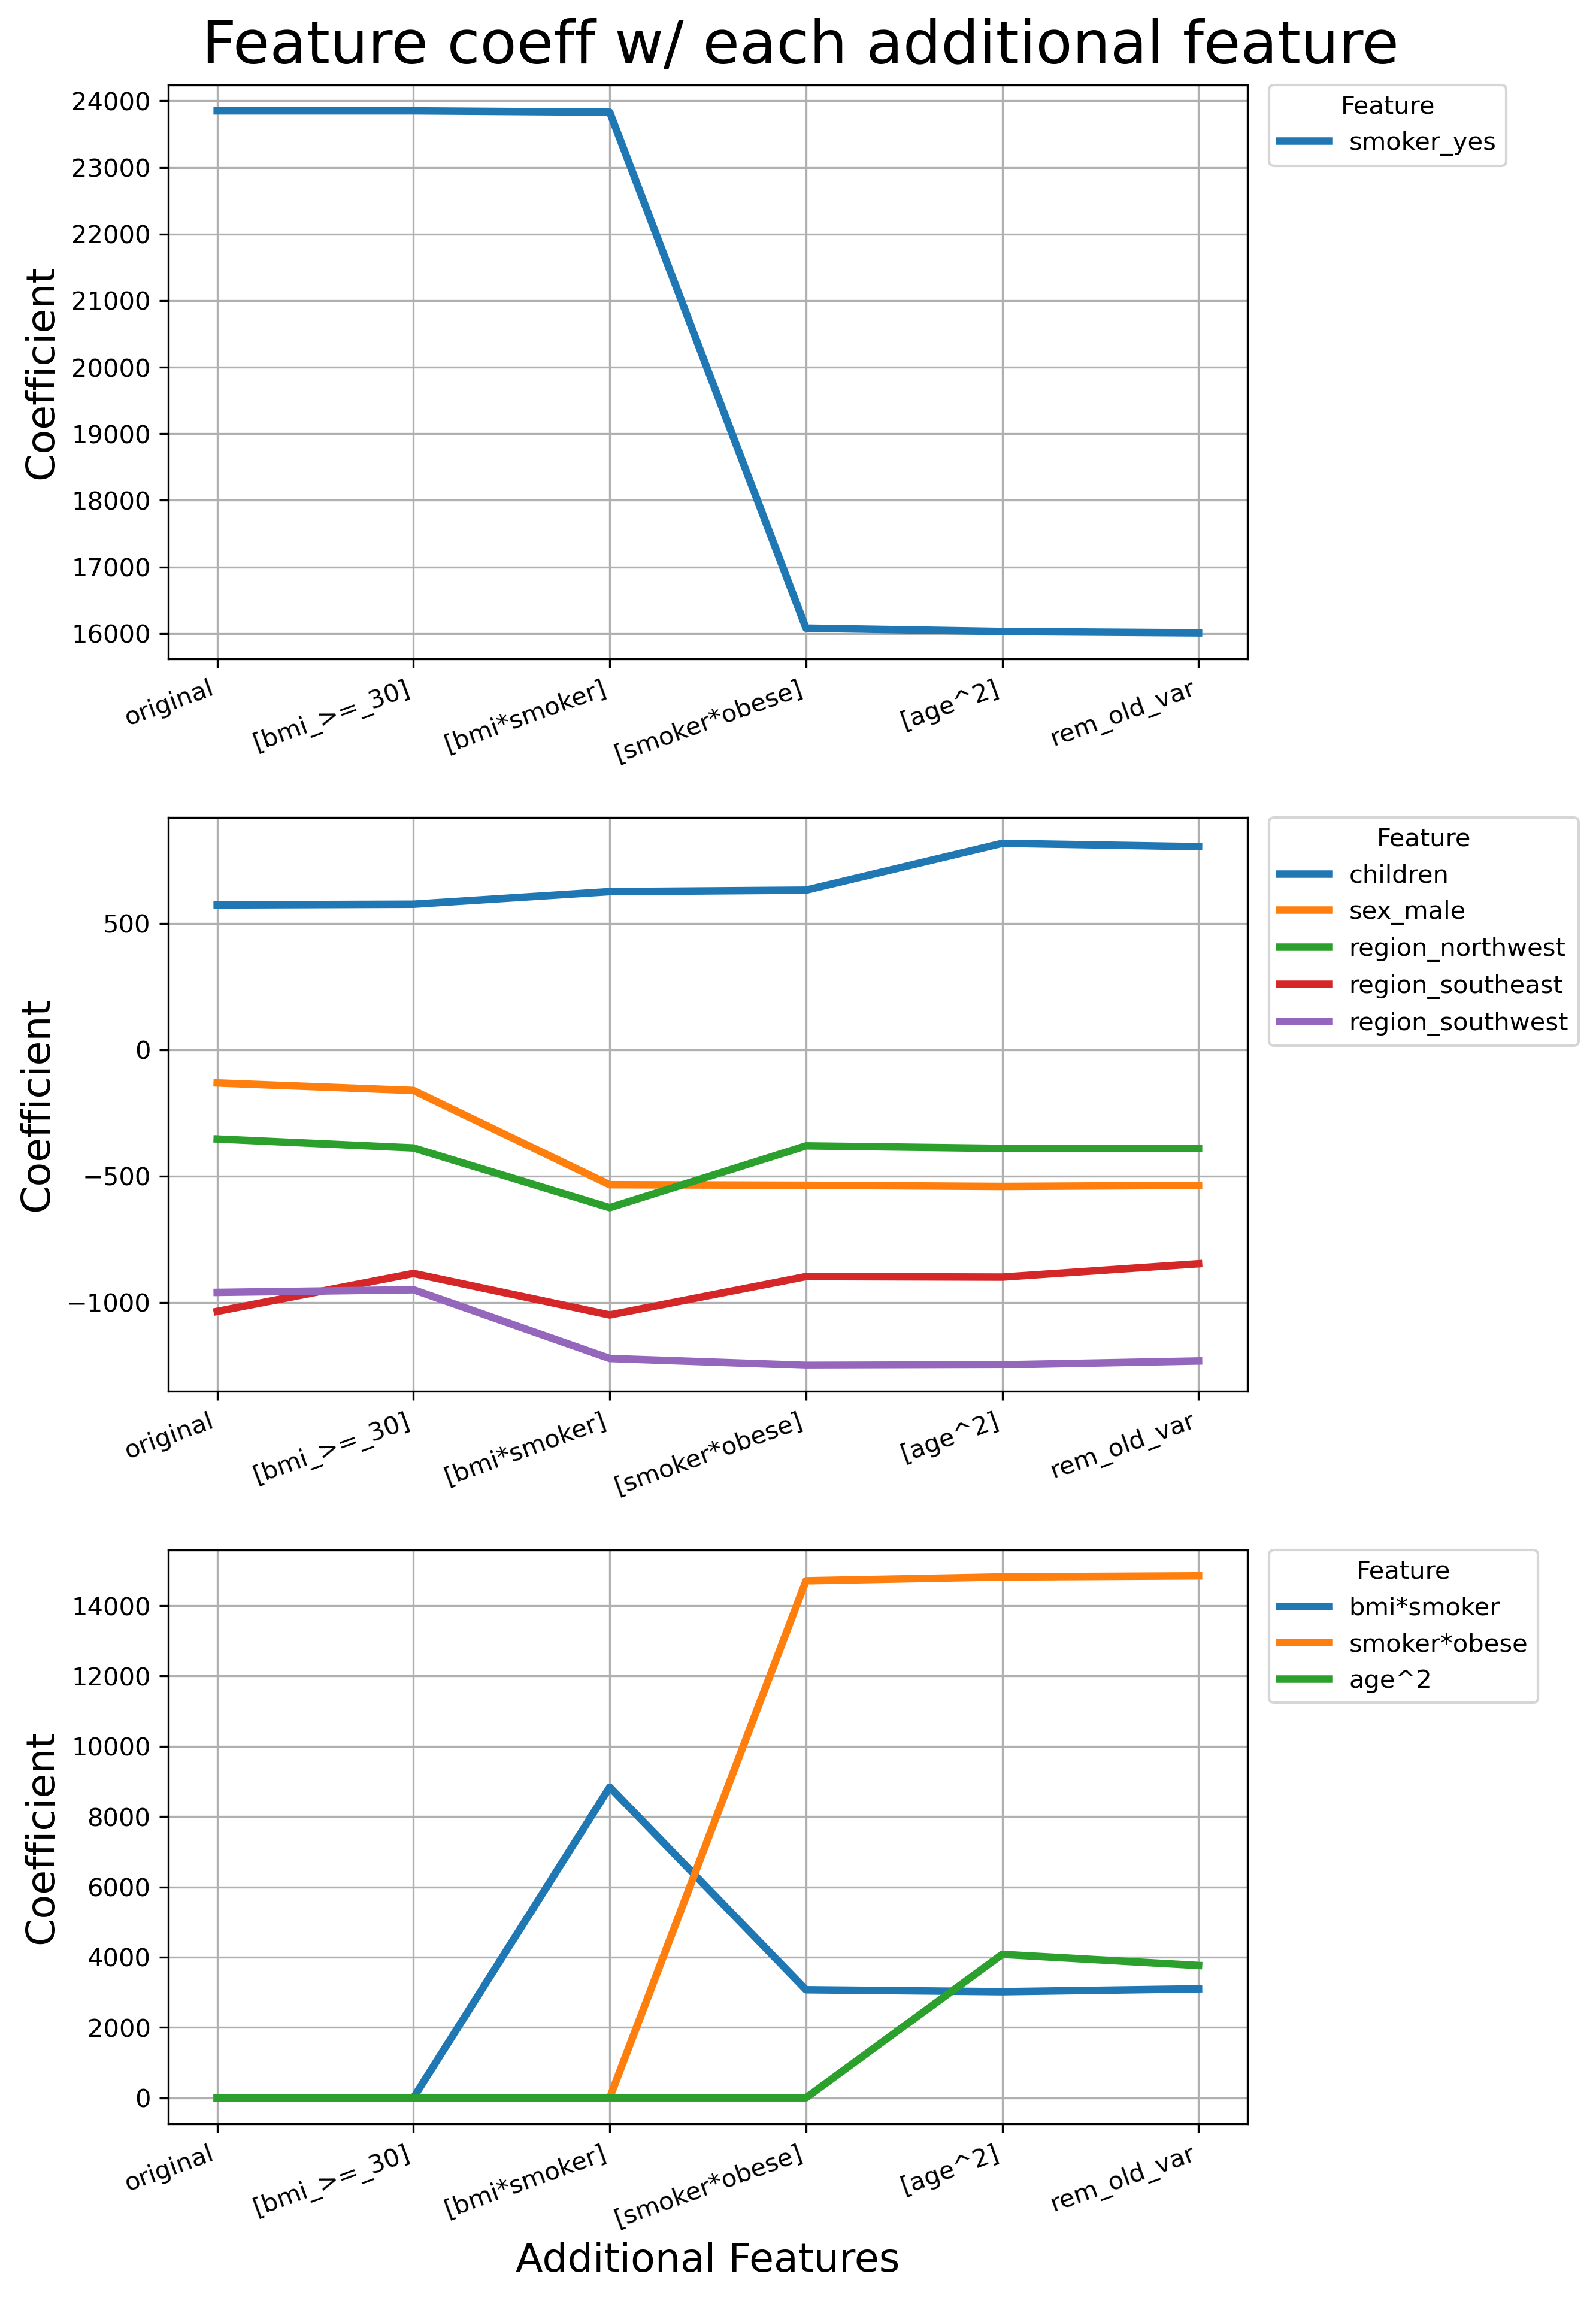 Feature coeff w/ each additional feature
24000
23000
22000
21000
20000
19000
18000
17000
16000
Coefficient
original
[bmi_>=_30]
[bmi*smoker]
[smoker*obese]
[age^2]
rem_old_var
Feature
smoker_yes
500
0
−500
−1000
Coefficient
original
[bmi_>=_30]
[bmi*smoker]
[smoker*obese]
[age^2]
rem_old_var
Feature
children
sex_male
region_northwest
region_southeast
region_southwest
14000
12000
10000
8000
6000
4000
2000
0
Coefficient
original
[bmi_>=_30]
[bmi*smoker]
[smoker*obese]
[age^2]
rem_old_var
Additional Features
Feature
bmi*smoker
smoker*obese
age^2